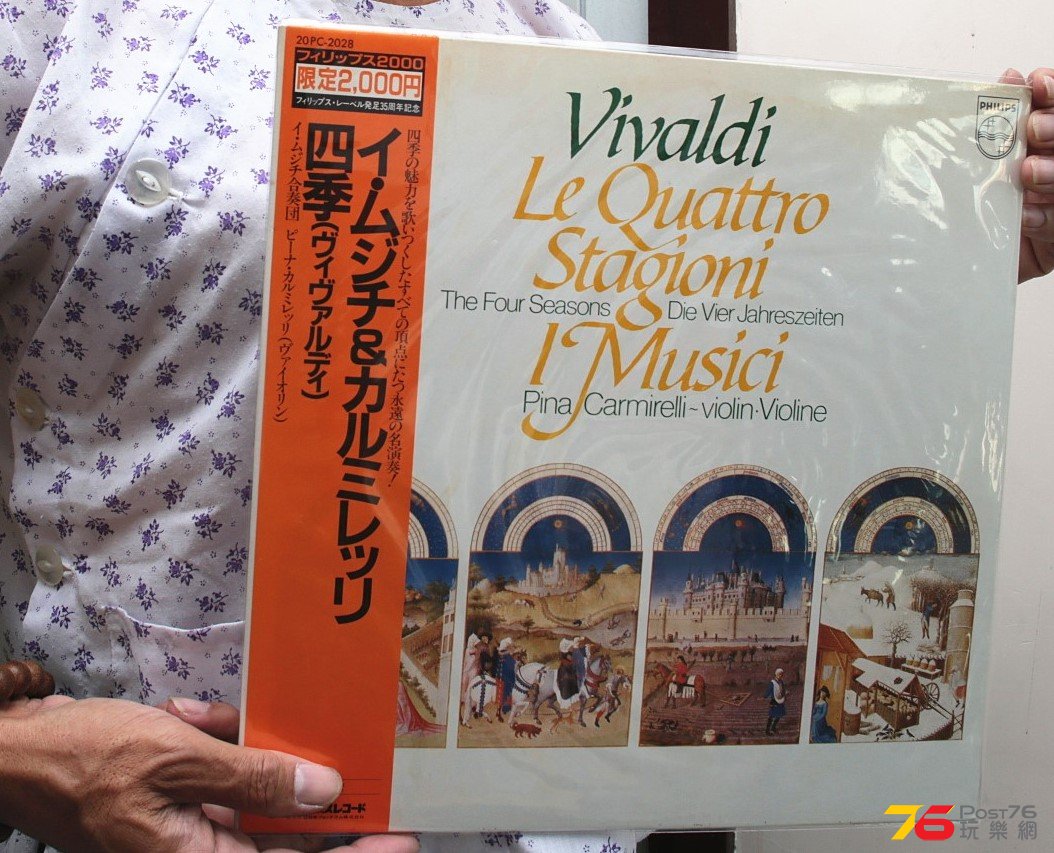 20PC-2028
フィリップス2000
限定2,000円
フィリップス・レーベル発足35周年記念
四季の魅力を歌いつくしたすべての頂点にたつ永遠の名演奏!
イ・ムジチ&カルミレッリ
四季(ヴィヴァルディ)
イ・ムジチ合奏団 ピーナ・カルミレッリ(ヴァイオリン)
スレコード
PHILIPS
Vivaldi
Le Quattro
Stagioni
The Four Seasons Die Vier Jahreszeiten
I Musici
Pina Carmirelli~violin·Violine
76 Post76
玩樂網